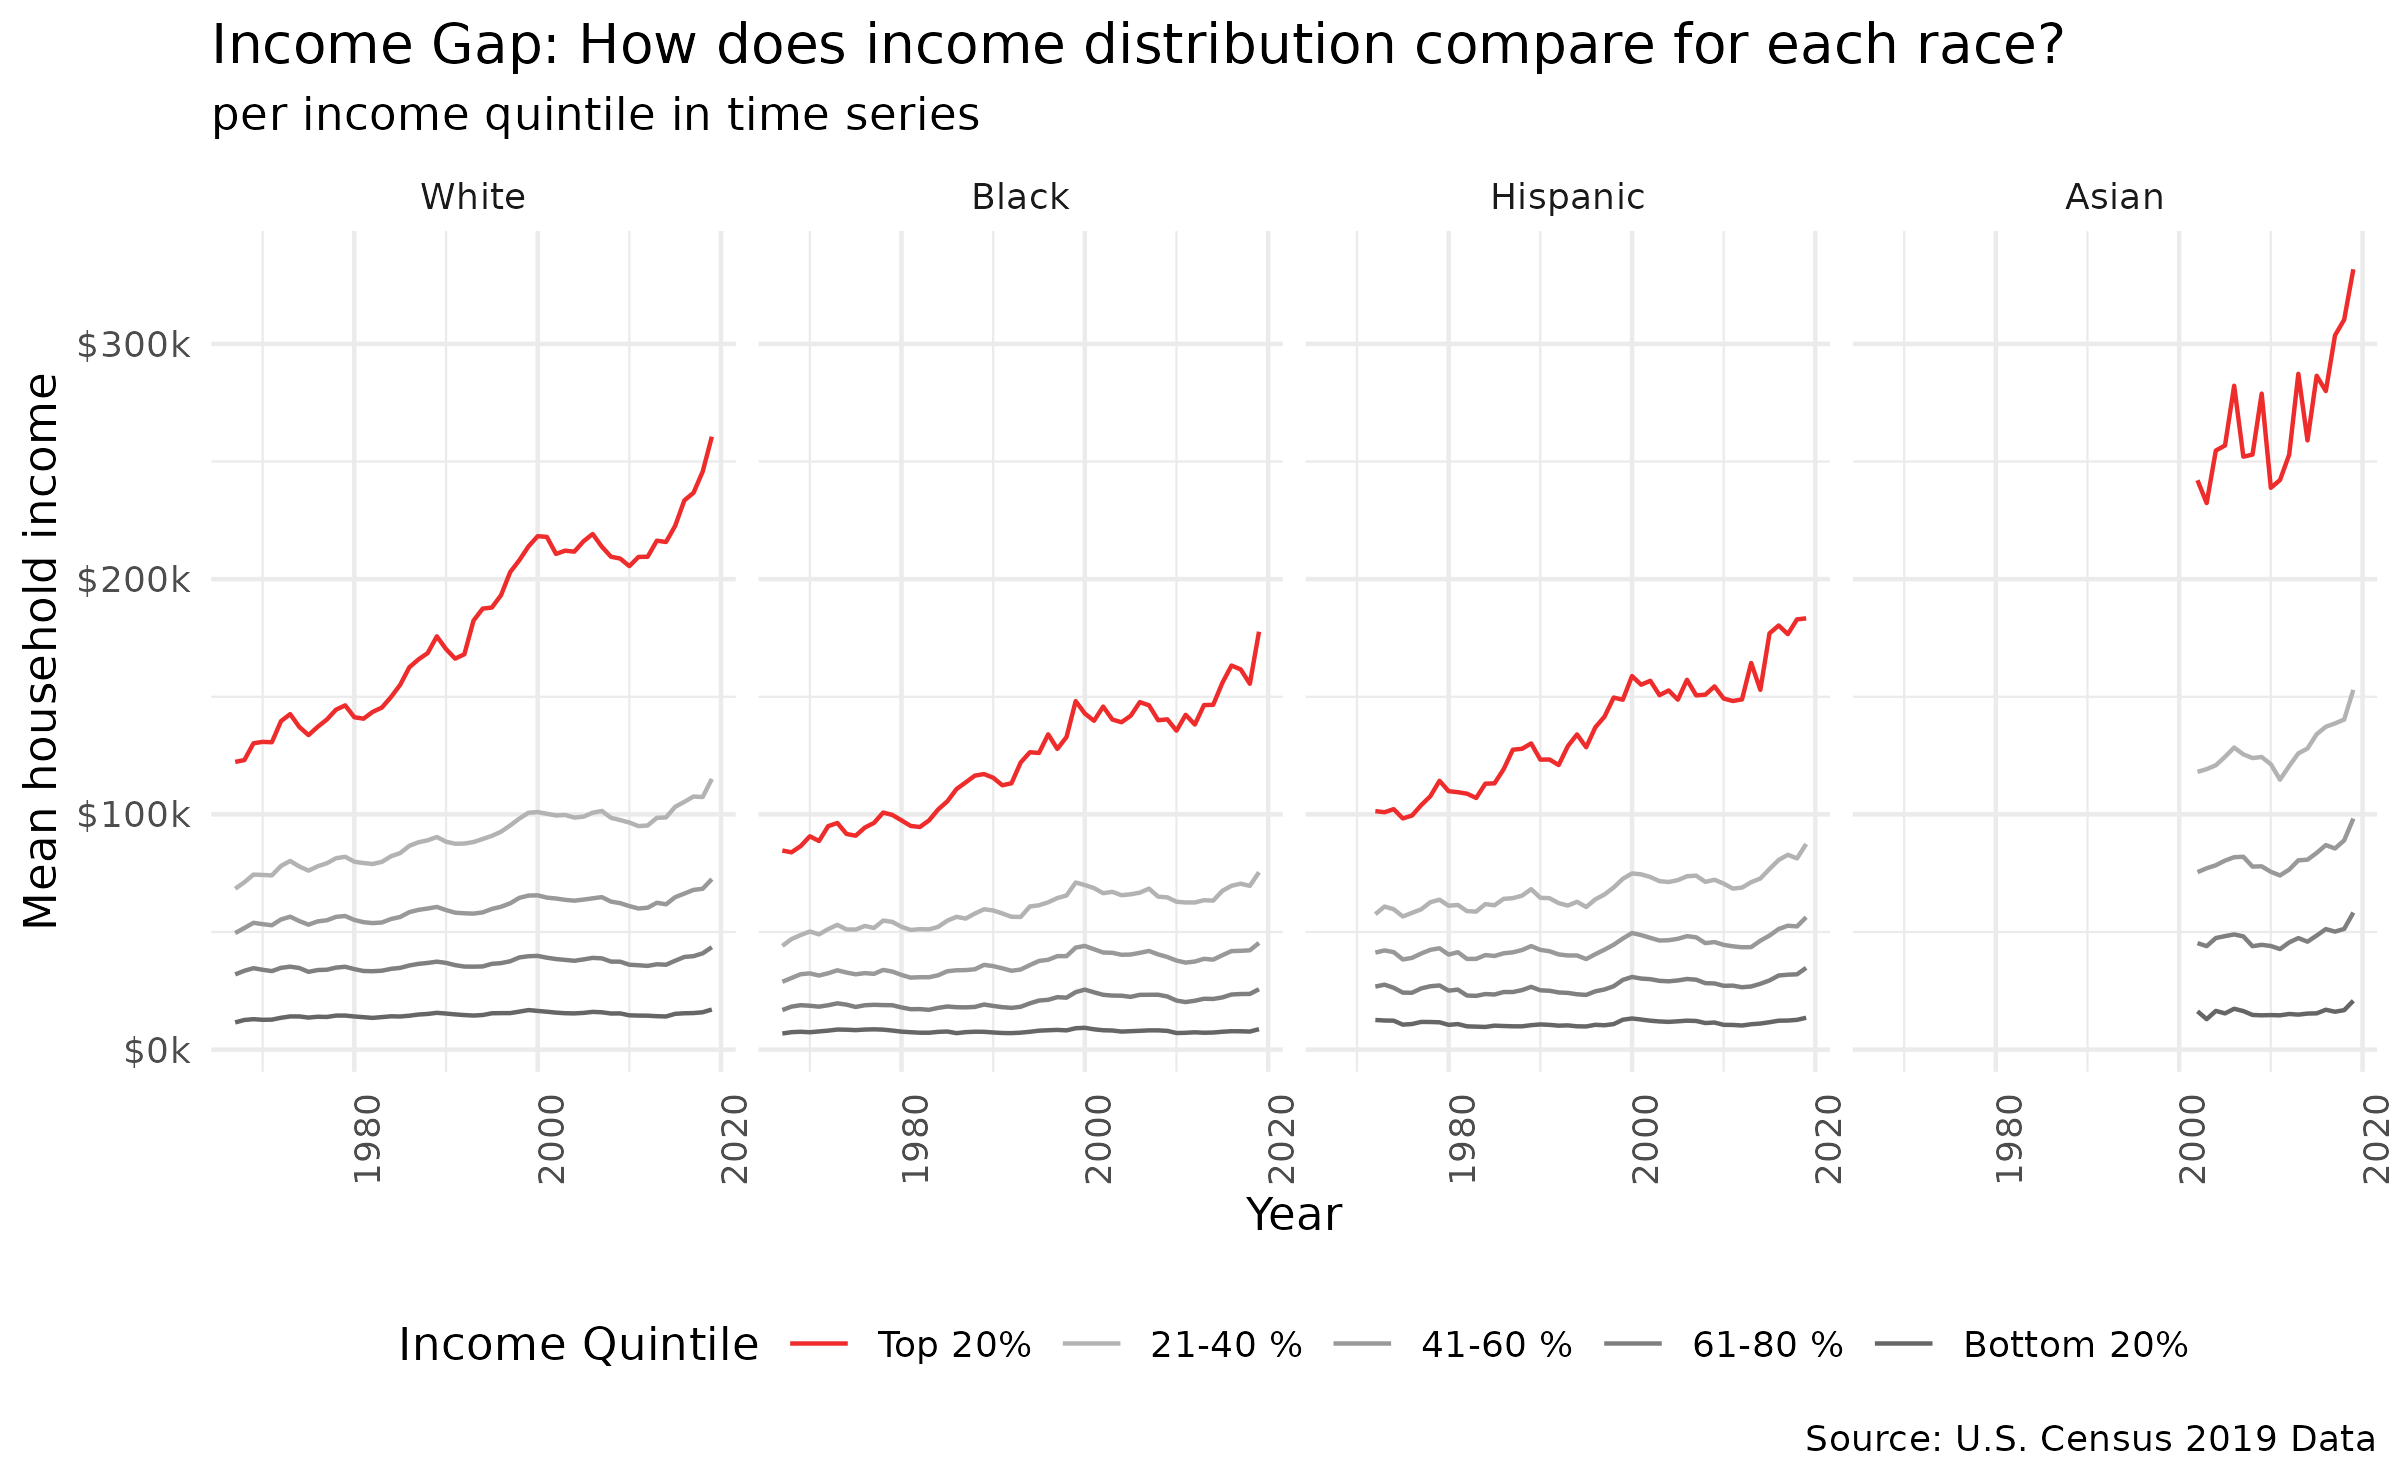 Income Gap: How does income distribution compare for each race?
per income quintile in time series
White
Black
Hispanic
Asian
Mean household income
$300k
$200k
$100k
$0k
1980
2000
2020
1980
2000
2020
1980
2000
2020
1980
2000
2020
Year
Income Quintile
Top 20%
21-40 %
41-60 %
61-80 %
Bottom 20%
Source: U.S. Census 2019 Data